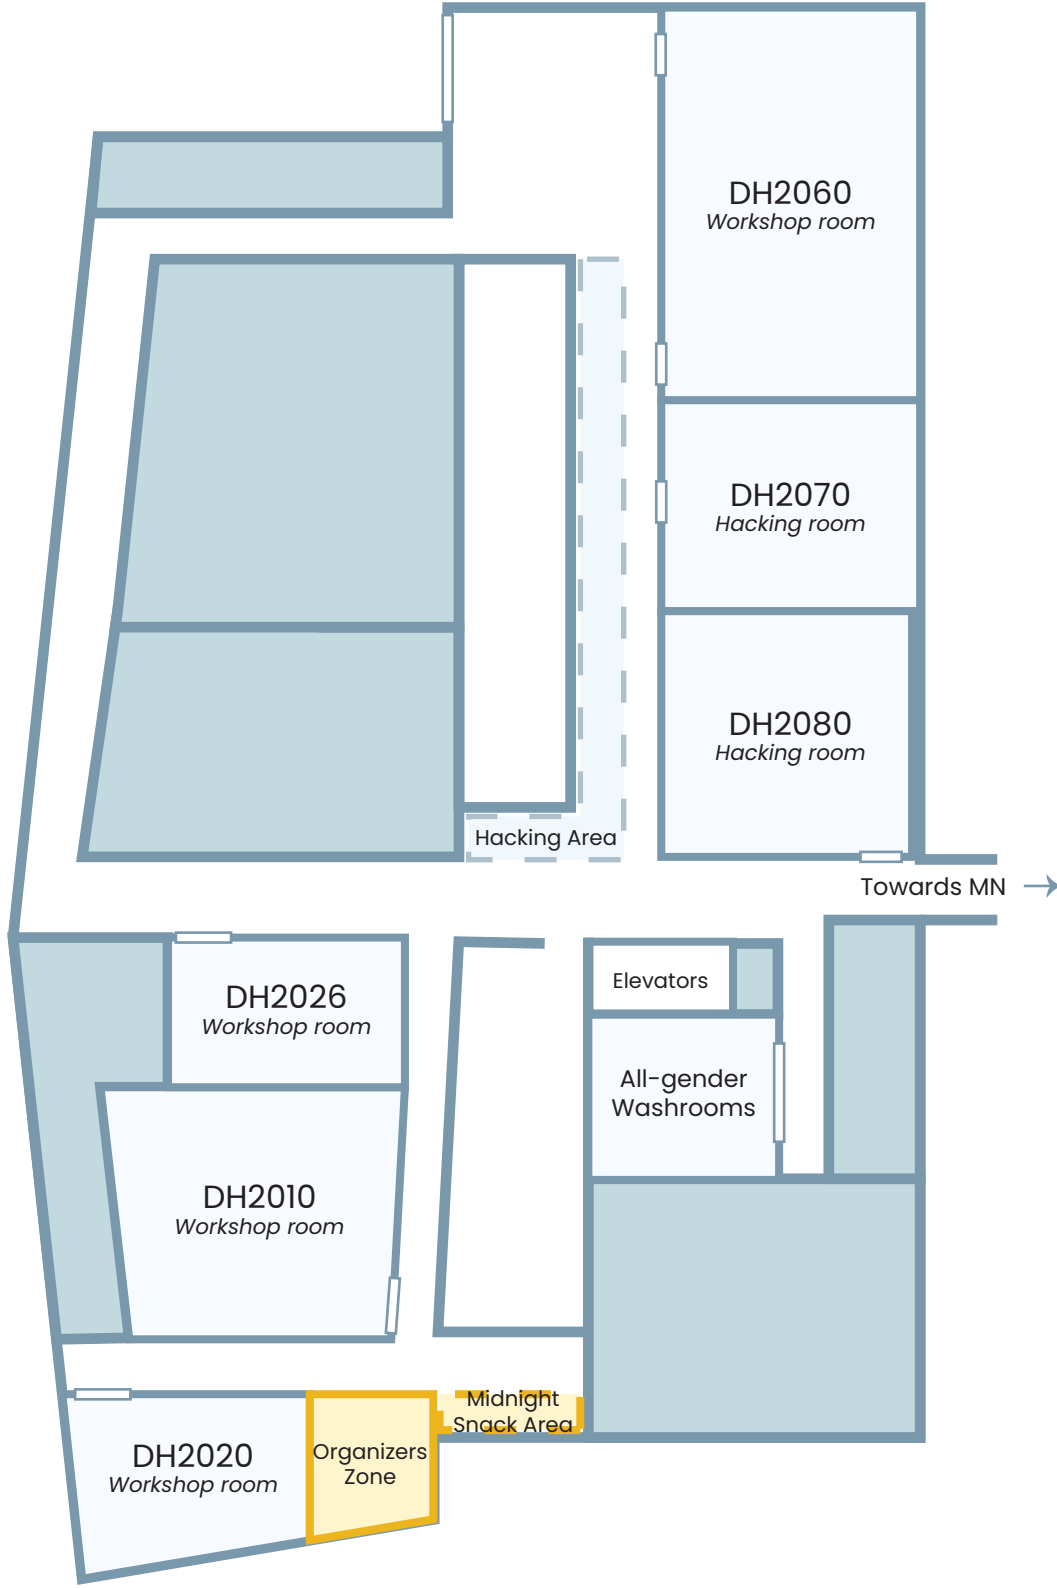 DH2060
Workshop room
DH2070
Hacking room
DH2080
Hacking room
Hacking Area
Towards MN
DH2026
Workshop room
Elevators
All-gender
Washrooms
DH2010
Workshop room
Midnight
Snack Area
Organizers
Zone
DH2020
Workshop room